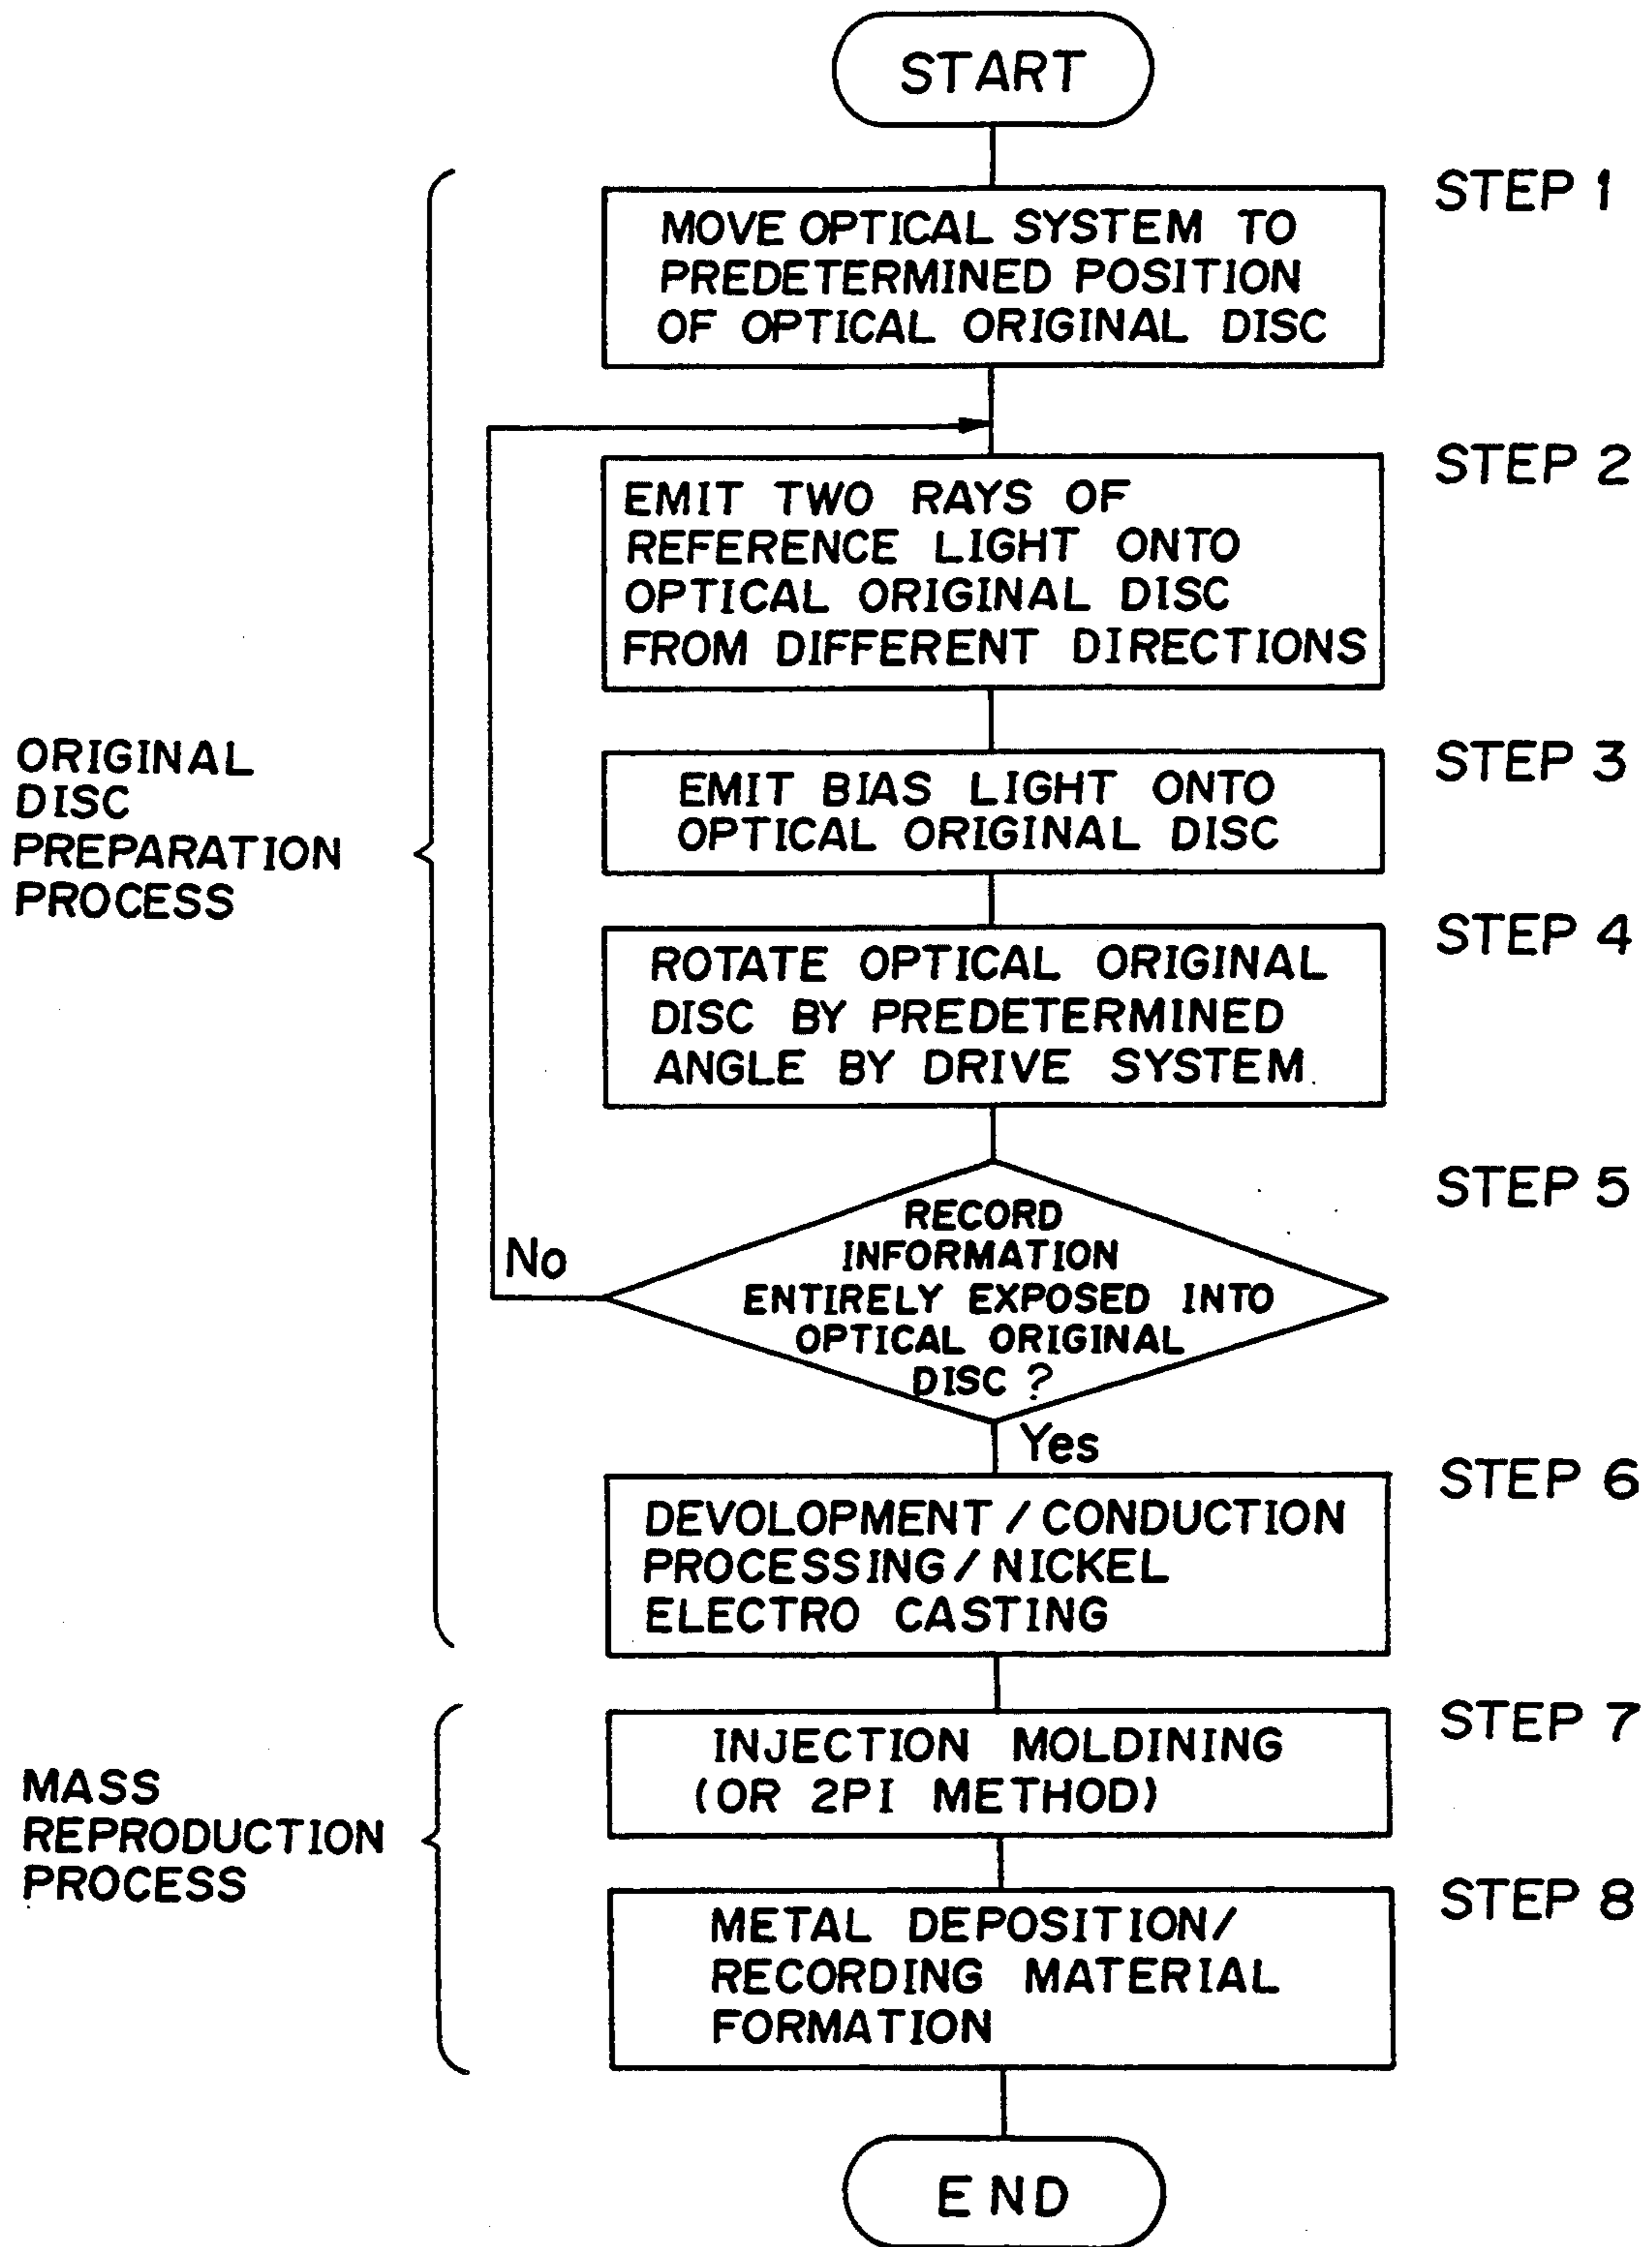 START
STEP 1
MOVE OPTICAL SYSTEM TO
PREDETERMINED POSITION
OF OPTICAL ORIGINAL DISC
STEP 2
EMIT TWO RAYS OF
REFERENCE LIGHT ONTO
OPTICAL ORIGINAL DISC
FROM DIFFERENT DIRECTIONS
ORIGINAL
DISC
PREPARATION
PROCESS
STEP 3
EMIT BIAS LIGHT ONTO
OPTICAL ORIGINAL DISC
STEP 4
ROTATE OPTICAL ORIGINAL
DISC BY PREDETERMINED
ANGLE BY DRIVE SYSTEM
STEP 5
RECORD
INFORMATION
ENTIRELY EXPOSED INTO
OPTICAL ORIGINAL
DISC ?
No
Yes
STEP 6
DEVOLOPMENT / CONDUCTION
PROCESSING / NICKEL
ELECTRO CASTING
STEP 7
INJECTION MOLDINING
(OR 2PI METHOD)
MASS
REPRODUCTION
PROCESS
STEP 8
METAL DEPOSITION/
RECORDING MATERIAL
FORMATION
END